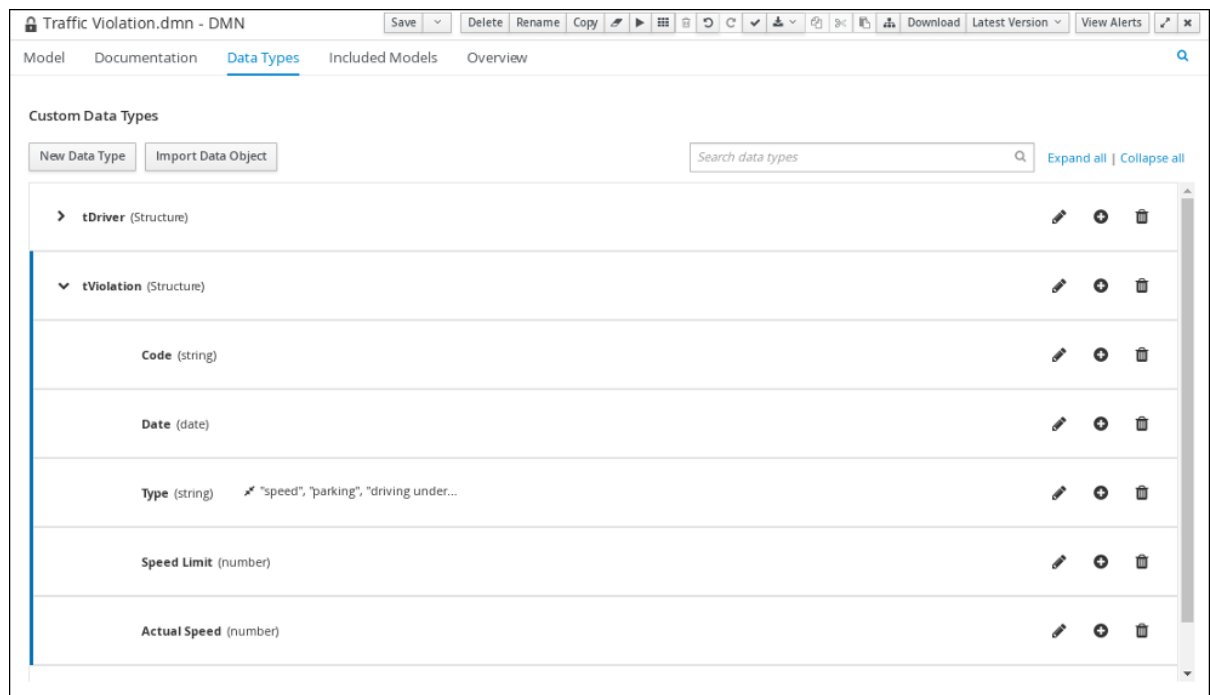 Traffic Violation.dmn - DMN Save Delete Rename Copy Download Latest Version View Alerts
Model Documentation Data Types Included Models Overview
Custom Data Types
New Data Type Import Data Object Search data types Expand all | Collapse all
tDriver (Structure)
tViolation (Structure)
Code (string)
Date (date)
Type (string) "speed", "parking", "driving under...
Speed Limit (number)
Actual Speed (number)